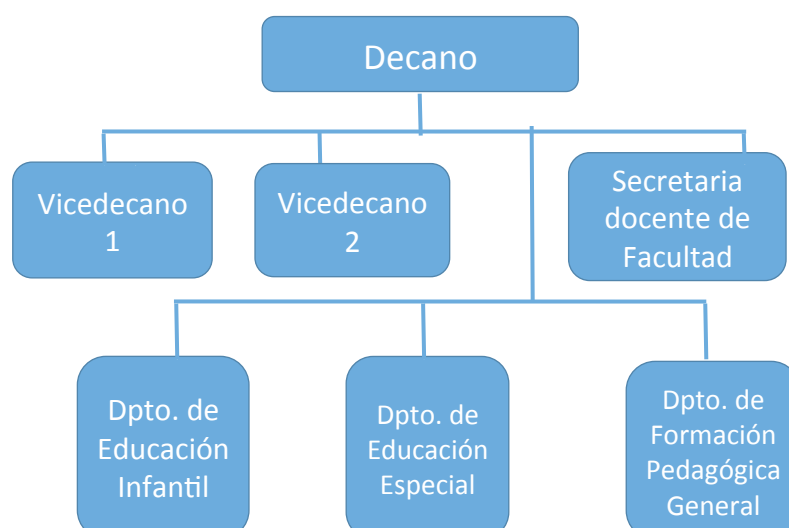 Decano
Vicedecano
1
Vicedecano
2
Secretaria
docente de
Facultad
Dpto. de
Educación
Infantil
Dpto. de
Educación
Especial
Dpto. de
Formación
Pedagógica
General